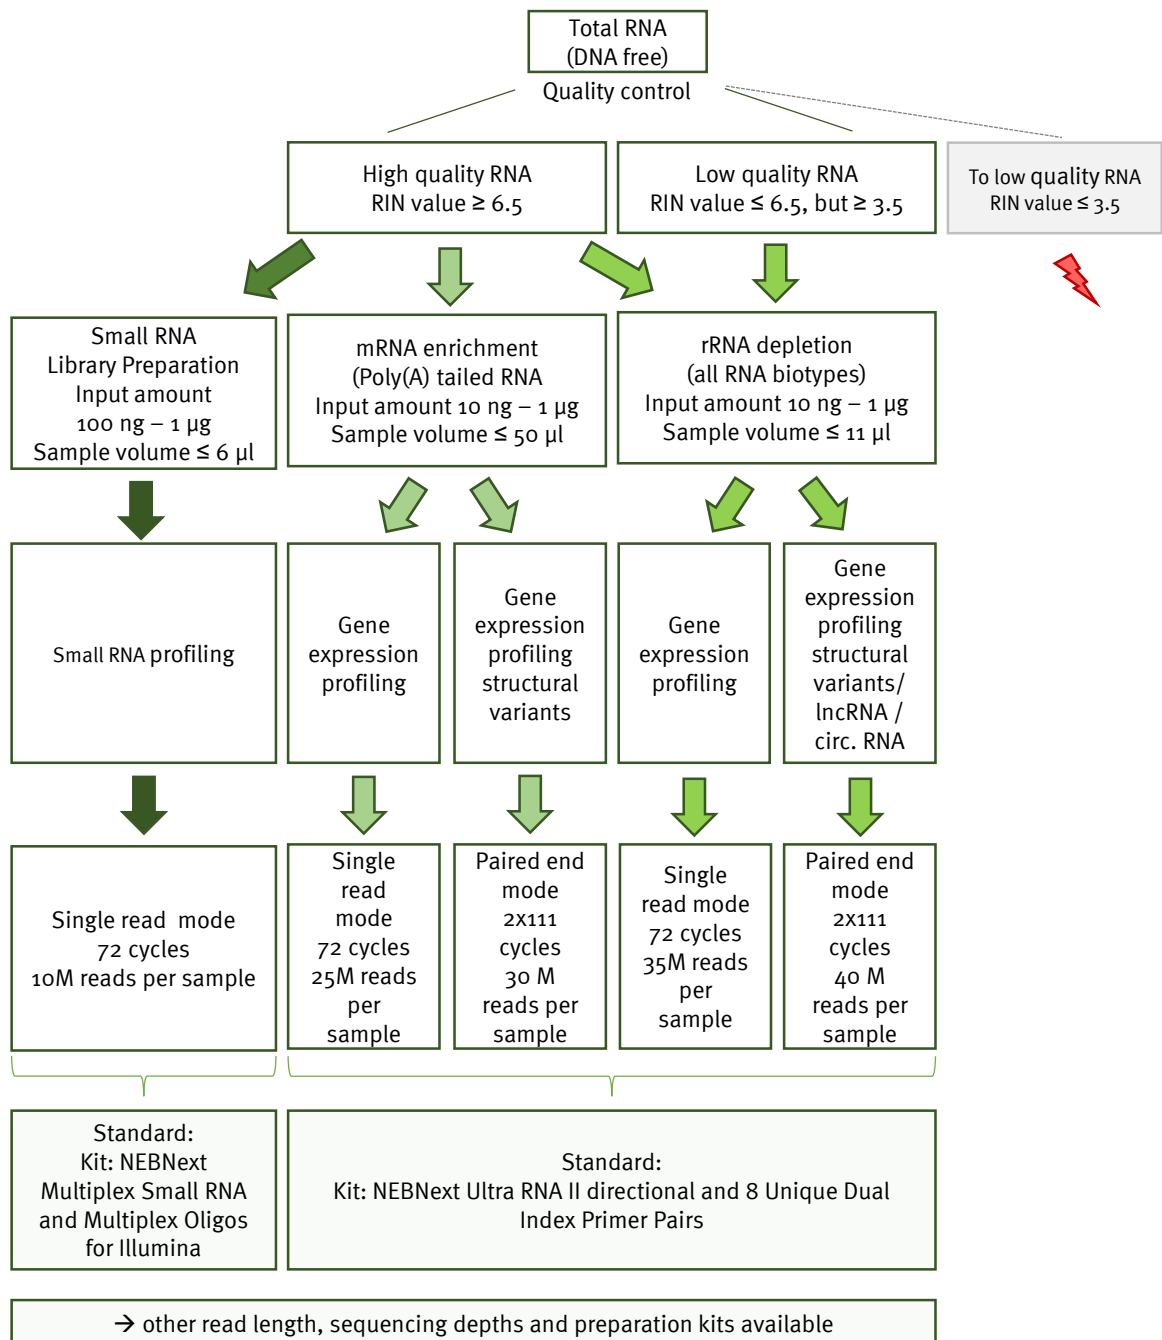 Total RNA
(DNA free)
Quality control
High quality RNA
RIN value ≥ 6.5
Low quality RNA
RIN value ≤ 6.5, but ≥ 3.5
To low quality RNA
RIN value ≤ 3.5
Small RNA
Library Preparation
Input amount
100 ng – 1 µg
Sample volume ≤ 6 µl
mRNA enrichment
(Poly(A) tailed RNA
Input amount 10 ng – 1 µg
Sample volume ≤ 50 µl
rRNA depletion
(all RNA biotypes)
Input amount 10 ng – 1 µg
Sample volume ≤ 11 µl
Small RNA profiling
Gene
expression
profiling
Gene
expression
profiling
structural
variants
Gene
expression
profiling
Gene
expression
profiling
structural
variants/
lncRNA /
circ. RNA
Single read mode
72 cycles
10M reads per sample
Single
read
mode
72 cycles
25M reads
per
sample
Paired end
mode
2x111
cycles
30 M
reads per
sample
Single
read mode
72 cycles
35M reads
per
sample
Paired end
mode
2x111
cycles
40 M
reads per
sample
Standard:
Kit: NEBNext
Multiplex Small RNA
and Multiplex Oligos
for Illumina
Standard:
Kit: NEBNext Ultra RNA II directional and 8 Unique Dual
Index Primer Pairs
→ other read length, sequencing depths and preparation kits available